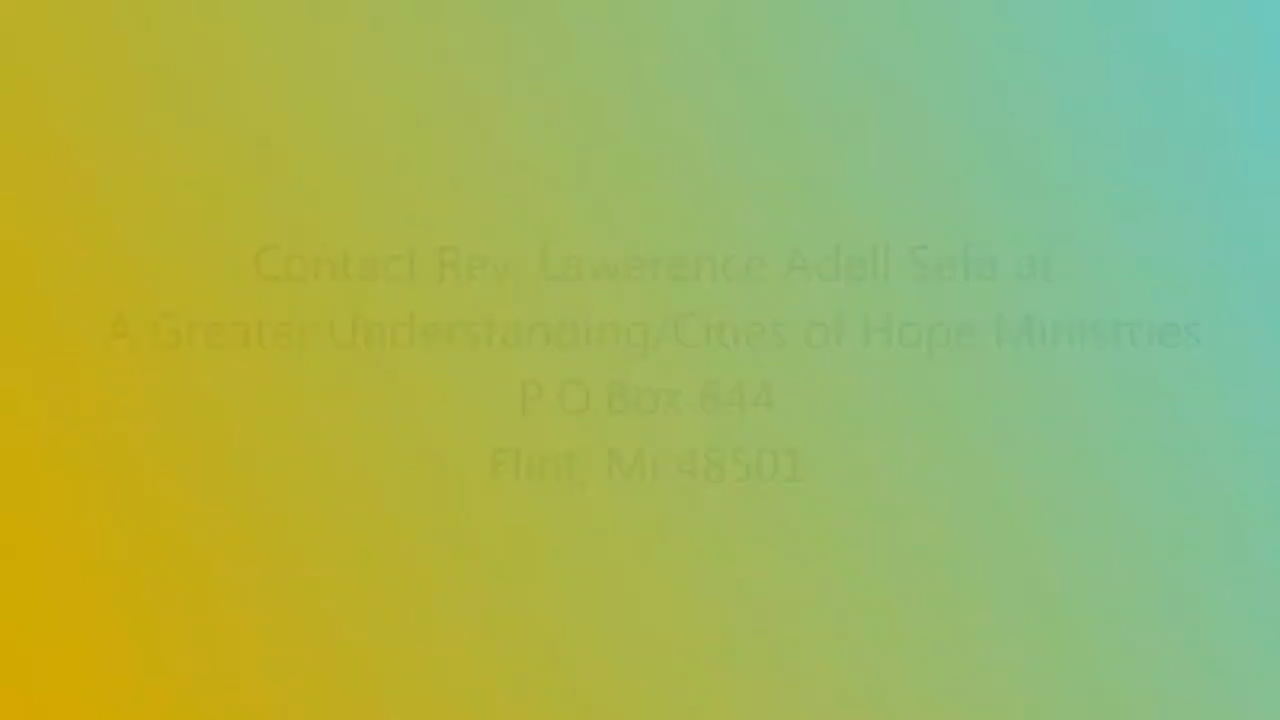 Contact Rev. Lawerence Adell Sefa at
A Greater Understanding/Cities of Hope Ministries
P O Box 644
Flint, Mi 48501